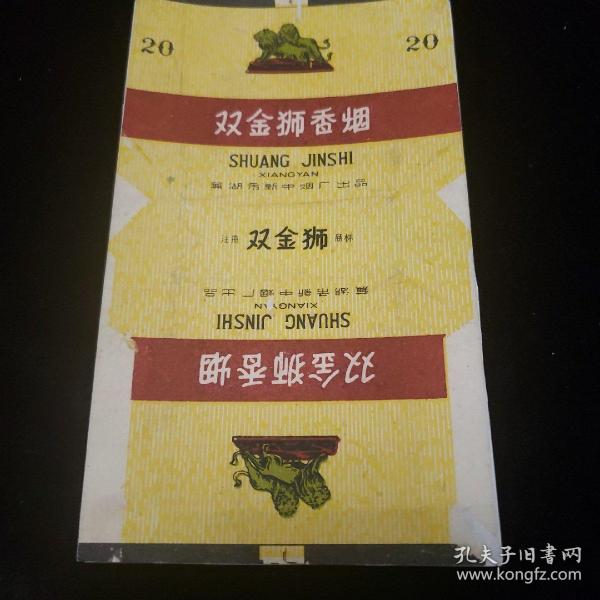 20 20
双金狮香烟
SHUANG JINSHI
XIANGYAN
芜湖市新中烟厂出品
注册 双金狮 商标
芜湖市新中烟厂出品
XIANGYAN
SHUANG JINSHI
双金狮香烟
孔夫子旧书网
www.kongfz.com